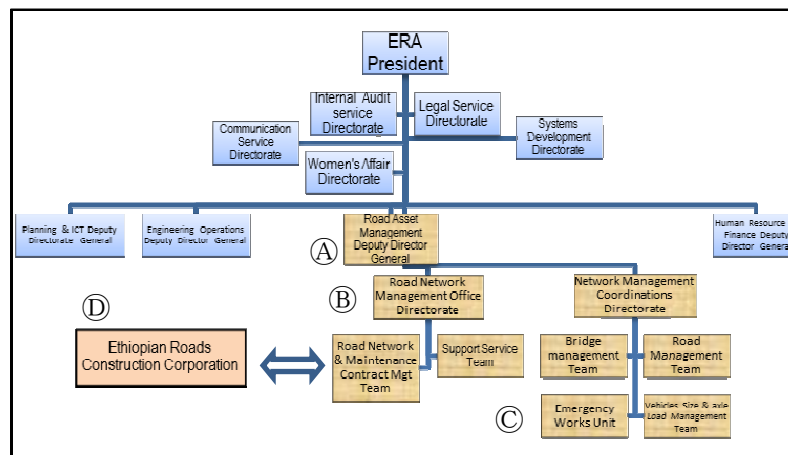 ERA
President
Internal Audit
service
Directorate
Legal Service
Directorate
Communication
Service
Directorate
Systems
Development
Directorate
Women's Affair
Directorate
Planning & ICT Deputy
Directorate General
Engineering Operations
Deputy Director General
Road Asset
Management
Deputy Director
General
Human Resource
Finance Deputy
Director General
Ⓐ
Road Network
Management Office
Directorate
Network Management
Coordinations
Directorate
Ⓑ
Ⓓ
Ethiopian Roads
Construction Corporation
Road Network
& Maintenance
Contract Mgt
Team
Support Service
Team
Bridge
management
Team
Road
Management
Team
Ⓒ
Emergency
Works Unit
Vehicles Size & axle
Load Management
Team